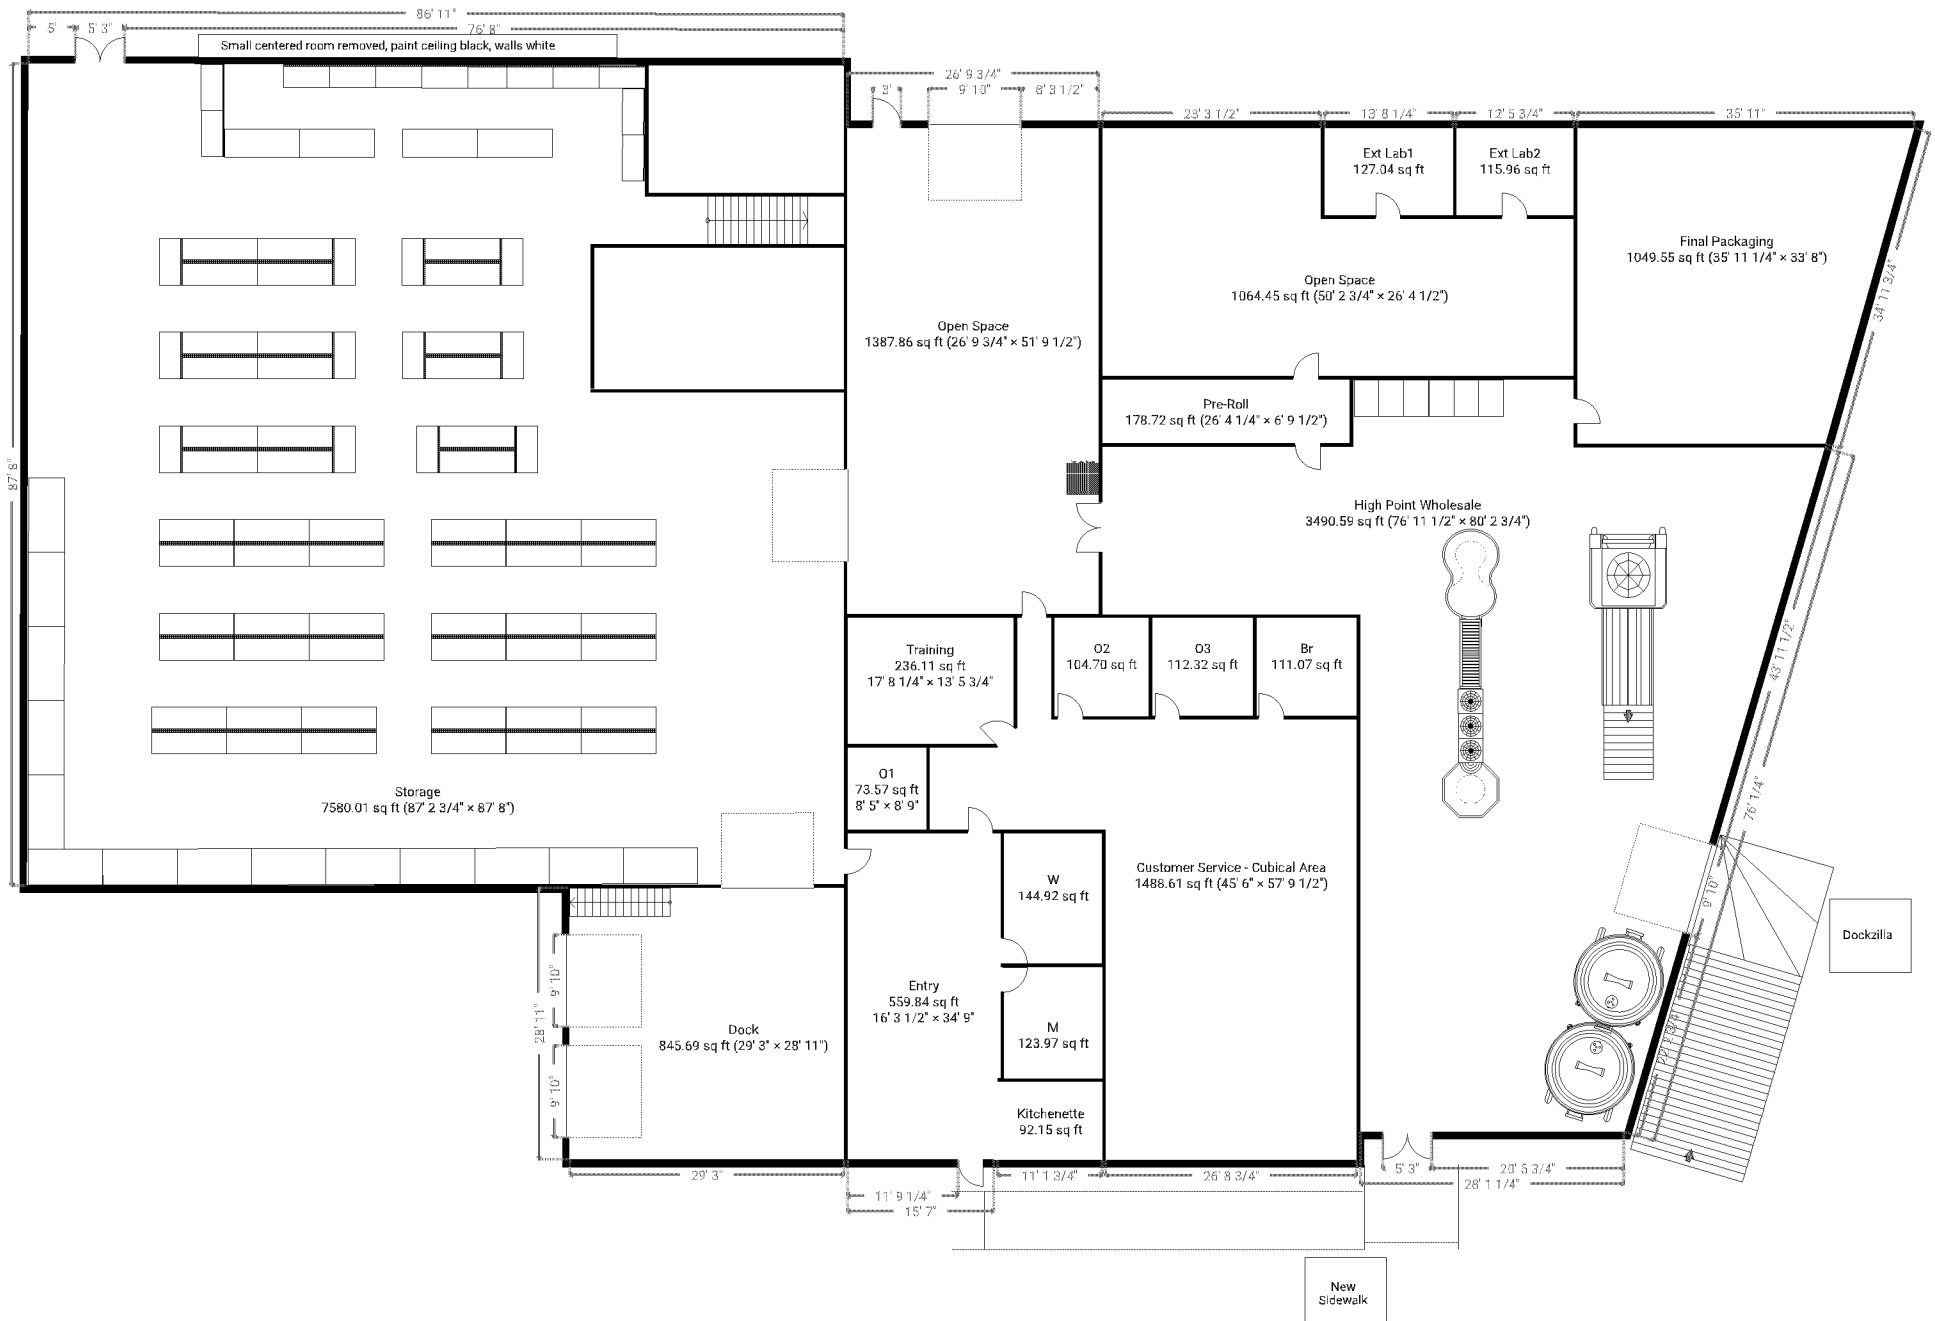 86' 11"
5'
5' 3"
76' 8"
Small centered room removed, paint ceiling black, walls white
26' 9 3/4"
3'
9' 10"
8' 3 1/2"
23' 3 1/2"
13' 8 1/4"
12' 5 3/4"
35' 11"
Ext Lab1
127.04 sq ft
Ext Lab2
115.96 sq ft
Final Packaging
1049.55 sq ft (35' 11 1/4" × 33' 8")
34' 11 3/4"
Open Space
1064.45 sq ft (50' 2 3/4" × 26' 4 1/2")
Open Space
1387.86 sq ft (26' 9 3/4" × 51' 9 1/2")
Pre-Roll
178.72 sq ft (26' 4 1/4" × 6' 9 1/2")
87' 8"
High Point Wholesale
3490.59 sq ft (76' 11 1/2" × 80' 2 3/4")
43' 11 1/2"
76' 1/4"
Training
236.11 sq ft
17' 8 1/4" × 13' 5 3/4"
O2
104.70 sq ft
O3
112.32 sq ft
Br
111.07 sq ft
O1
73.57 sq ft
8' 5" × 8' 9"
Storage
7580.01 sq ft (87' 2 3/4" × 87' 8")
W
144.92 sq ft
Customer Service - Cubical Area
1488.61 sq ft (45' 6" × 57' 9 1/2")
9' 10"
Dockzilla
9' 10"
28' 11"
Entry
559.84 sq ft
16' 3 1/2" × 34' 9"
Dock
845.69 sq ft (29' 3" × 28' 11")
M
123.97 sq ft
9' 10"
Kitchenette
92.15 sq ft
29' 3"
11' 1 3/4"
26' 8 3/4"
5' 3"
20' 5 3/4"
28' 1 1/4"
11' 9 1/4"
15' 7"
New
Sidewalk